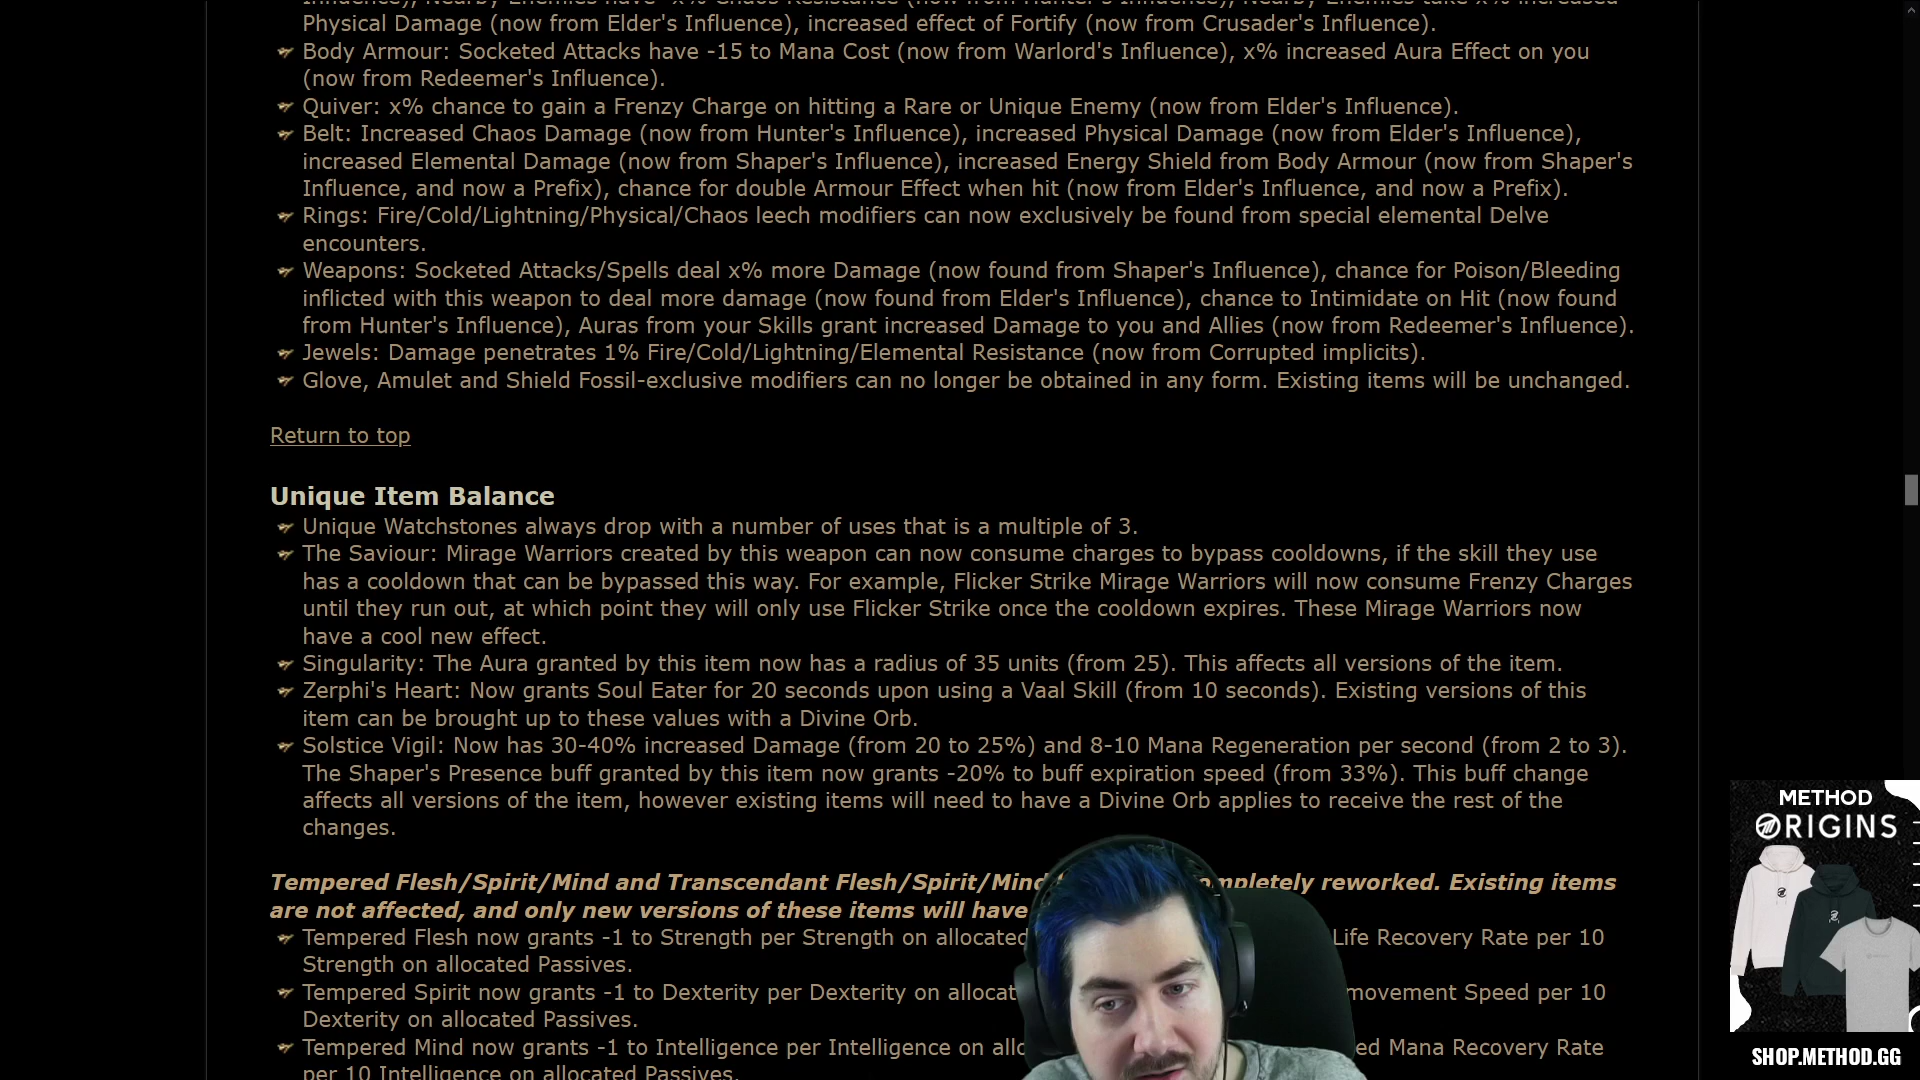 Physical Damage (now from Elder's Influence), increased effect of Fortify (now from Crusader's Influence).
Body Armour: Socketed Attacks have -15 to Mana Cost (now from Warlord's Influence), x% increased Aura Effect on you
(now from Redeemer's Influence).
Quiver: x% chance to gain a Frenzy Charge on hitting a Rare or Unique Enemy (now from Elder's Influence).
Belt: Increased Chaos Damage (now from Hunter's Influence), increased Physical Damage (now from Elder's Influence),
increased Elemental Damage (now from Shaper's Influence), increased Energy Shield from Body Armour (now from Shaper's
Influence, and now a Prefix), chance for double Armour Effect when hit (now from Elder's Influence, and now a Prefix).
Rings: Fire/Cold/Lightning/Physical/Chaos leech modifiers can now exclusively be found from special elemental Delve
encounters.
Weapons: Socketed Attacks/Spells deal x% more Damage (now found from Shaper's Influence), chance for Poison/Bleeding
inflicted with this weapon to deal more damage (now found from Elder's Influence), chance to Intimidate on Hit (now found
from Hunter's Influence), Auras from your Skills grant increased Damage to you and Allies (now from Redeemer's Influence).
Jewels: Damage penetrates 1% Fire/Cold/Lightning/Elemental Resistance (now from Corrupted implicits).
Glove, Amulet and Shield Fossil-exclusive modifiers can no longer be obtained in any form. Existing items will be unchanged.
Return to top
Unique Item Balance
Unique Watchstones always drop with a number of uses that is a multiple of 3.
The Saviour: Mirage Warriors created by this weapon can now consume charges to bypass cooldowns, if the skill they use
has a cooldown that can be bypassed this way. For example, Flicker Strike Mirage Warriors will now consume Frenzy Charges
until they run out, at which point they will only use Flicker Strike once the cooldown expires. These Mirage Warriors now
have a cool new effect.
Singularity: The Aura granted by this item now has a radius of 35 units (from 25). This affects all versions of the item.
Zerphi's Heart: Now grants Soul Eater for 20 seconds upon using a Vaal Skill (from 10 seconds). Existing versions of this
item can be brought up to these values with a Divine Orb.
Solstice Vigil: Now has 30-40% increased Damage (from 20 to 25%) and 8-10 Mana Regeneration per second (from 2 to 3).
The Shaper's Presence buff granted by this item now grants -20% to buff expiration speed (from 33%). This buff change
affects all versions of the item, however existing items will need to have a Divine Orb applies to receive the rest of the
changes.
Tempered Flesh/Spirit/Mind and Transcendant Flesh/Spirit/Mind reworked. Existing items
are not affected, and only new versions of these items will have
Tempered Flesh now grants -1 to Strength per Strength on allocated Life Recovery Rate per 10
Strength on allocated Passives.
Tempered Spirit now grants -1 to Dexterity per Dexterity on movement Speed per 10
Dexterity on allocated Passives.
Tempered Mind now grants -1 to Intelligence per Intelligence on Mana Recovery Rate
per 10 Intelligence on allocated Passives.
METHOD
ORIGINS
SHOP.METHOD.GG